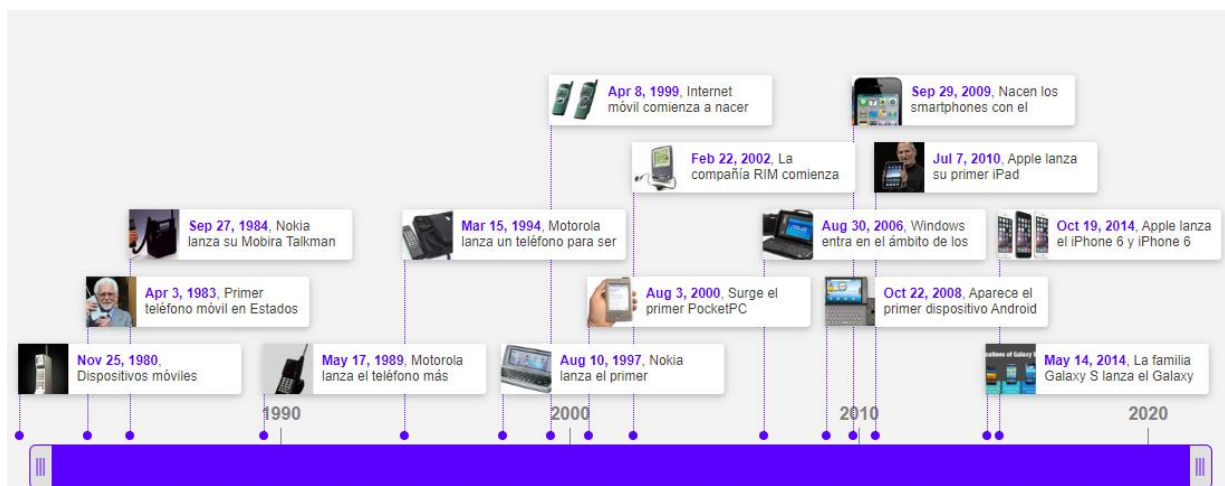 Apr 8, 1999, Internet
móvil comienza a nacer
Sep 29, 2009, Nacen los
smartphones con el
Feb 22, 2002, La
compañía RIM comienza
Jul 7, 2010, Apple lanza
su primer iPad
Sep 27, 1984, Nokia
lanza su Mobira Talkman
Mar 15, 1994, Motorola
lanza un teléfono para ser
Aug 30, 2006, Windows
entra en el ámbito de los
Oct 19, 2014, Apple lanza
el iPhone 6 y iPhone 6
Apr 3, 1983, Primer
teléfono móvil en Estados
Aug 3, 2000, Surge el
primer PocketPC
Oct 22, 2008, Aparece el
primer dispositivo Android
Nov 25, 1980,
Dispositivos móviles
May 17, 1989, Motorola
lanza el teléfono más
Aug 10, 1997, Nokia
lanza el primer
of Galaxy
May 14, 2014, La familia
Galaxy S lanza el Galaxy
1990
2000
2010
2020